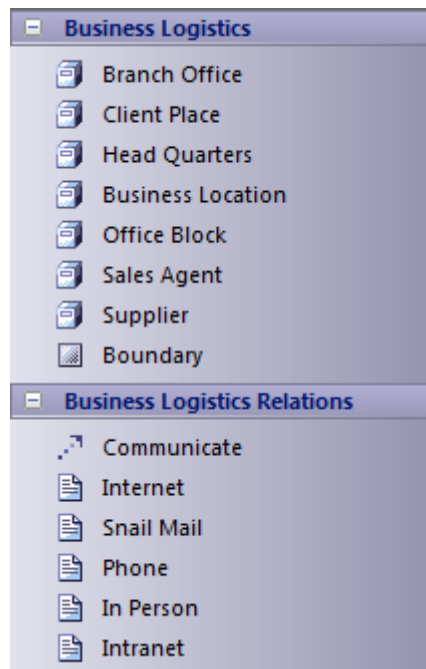 Business Logistics
Branch Office
Client Place
Head Quarters
Business Location
Office Block
Sales Agent
Supplier
Boundary
Business Logistics Relations
Communicate
Internet
Snail Mail
Phone
In Person
Intranet